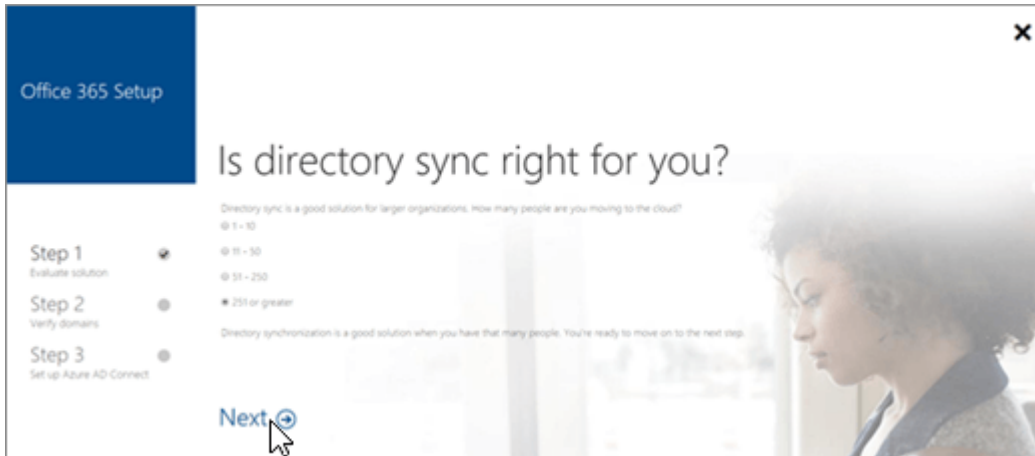 Office 365 Setup
Is directory sync right for you?
Directory sync is a good solution for larger organizations. How many people are you moving to the cloud?
1 - 10
11 - 50
51 - 250
251 or greater
Directory synchronization is a good solution when you have that many people. You're ready to move on to the next step.
Step 1
Evaluate solution
Step 2
Verify domains
Step 3
Set up Azure AD Connect
Next